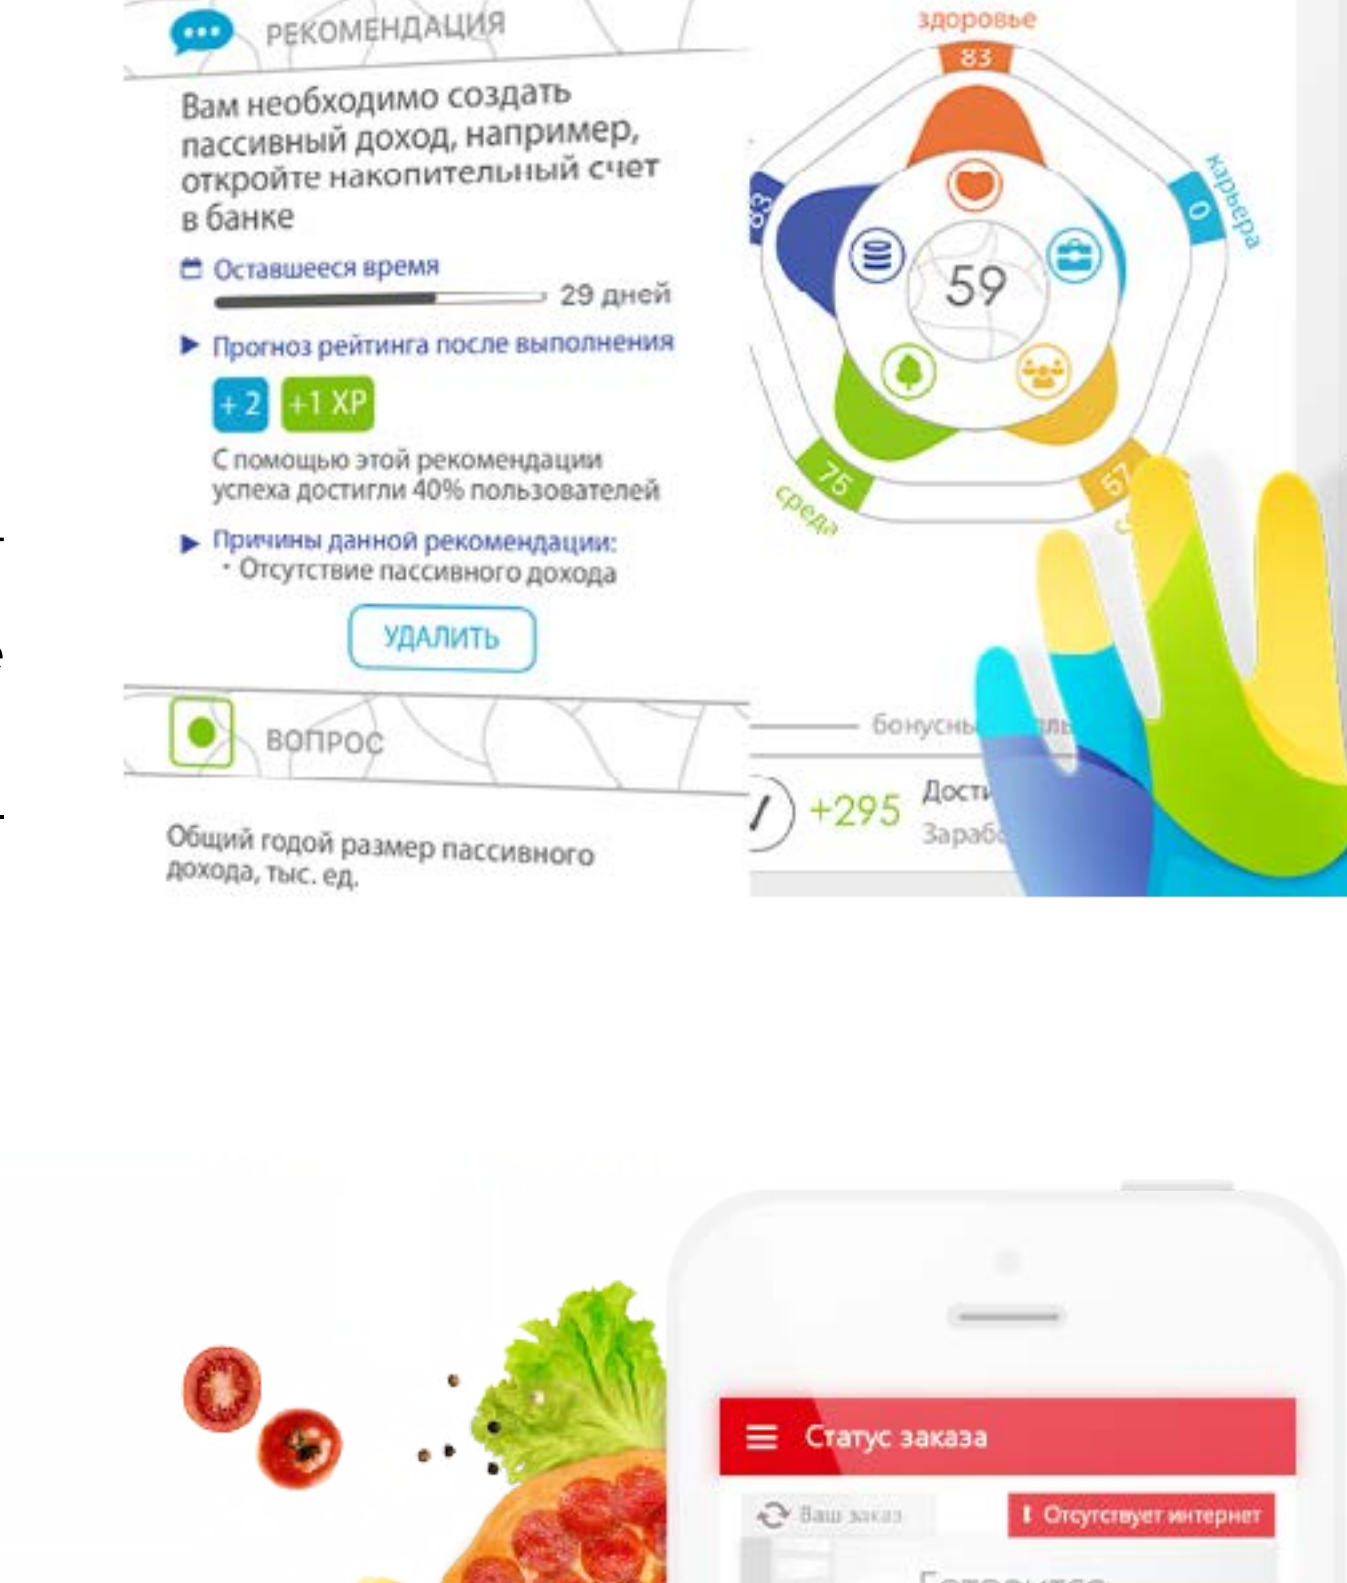 РЕКОМЕНДАЦИЯ
Вам необходимо создать
пассивный доход, например,
откройте накопительный счет
в банке
Оставшееся время
29 дней
Прогноз рейтинга после выполнения
+ 2
+1 XP
С помощью этой рекомендации
успеха достигли 40% пользователей
Причины данной рекомендации:
· Отсутствие пассивного дохода
УДАЛИТЬ
ВОПРОС
Общий годой размер пассивного
дохода, тыс. ед.
здоровье
83
карьера
0
83
59
75
среда
+295
Статус заказа
Ваш заказ
Отсутствует интернет